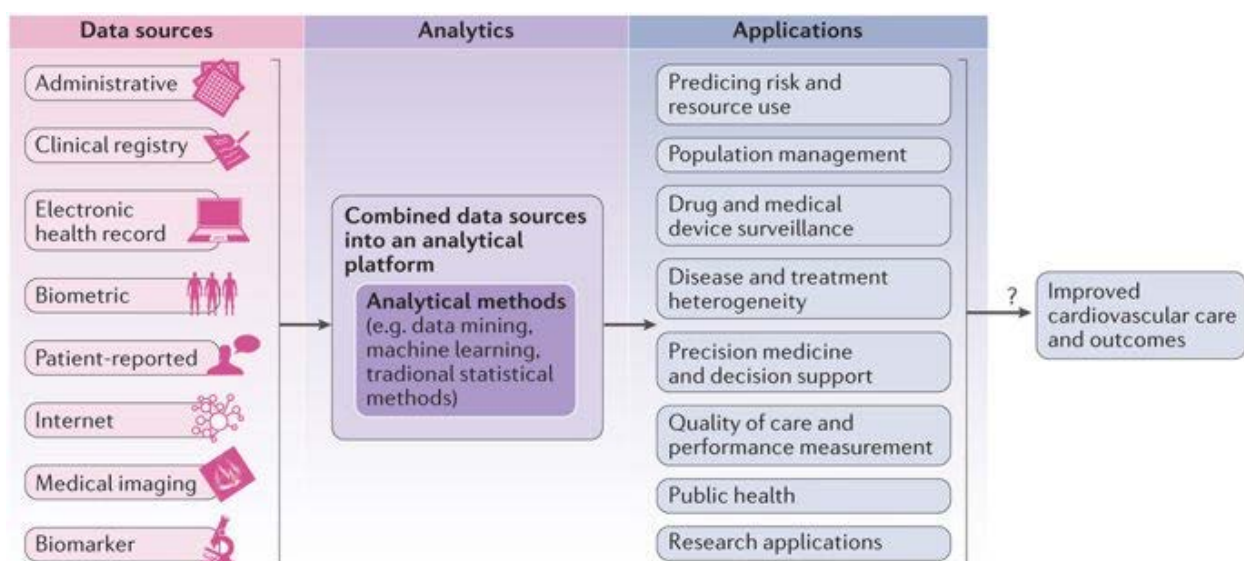 Data sources
Analytics
Applications
Administrative
Clinical registry
Electronic
health record
Biometric
Patient-reported
Internet
Medical imaging
Biomarker
Combined data sources
into an analytical
platform
Analytical methods
(e.g. data mining,
machine learning,
tradional statistical
methods)
Predicing risk and
resource use
Population management
Drug and medical
device surveillance
Disease and treatment
heterogeneity
Precision medicine
and decision support
Quality of care and
performance measurement
Public health
Research applications
?
Improved
cardiovascular care
and outcomes